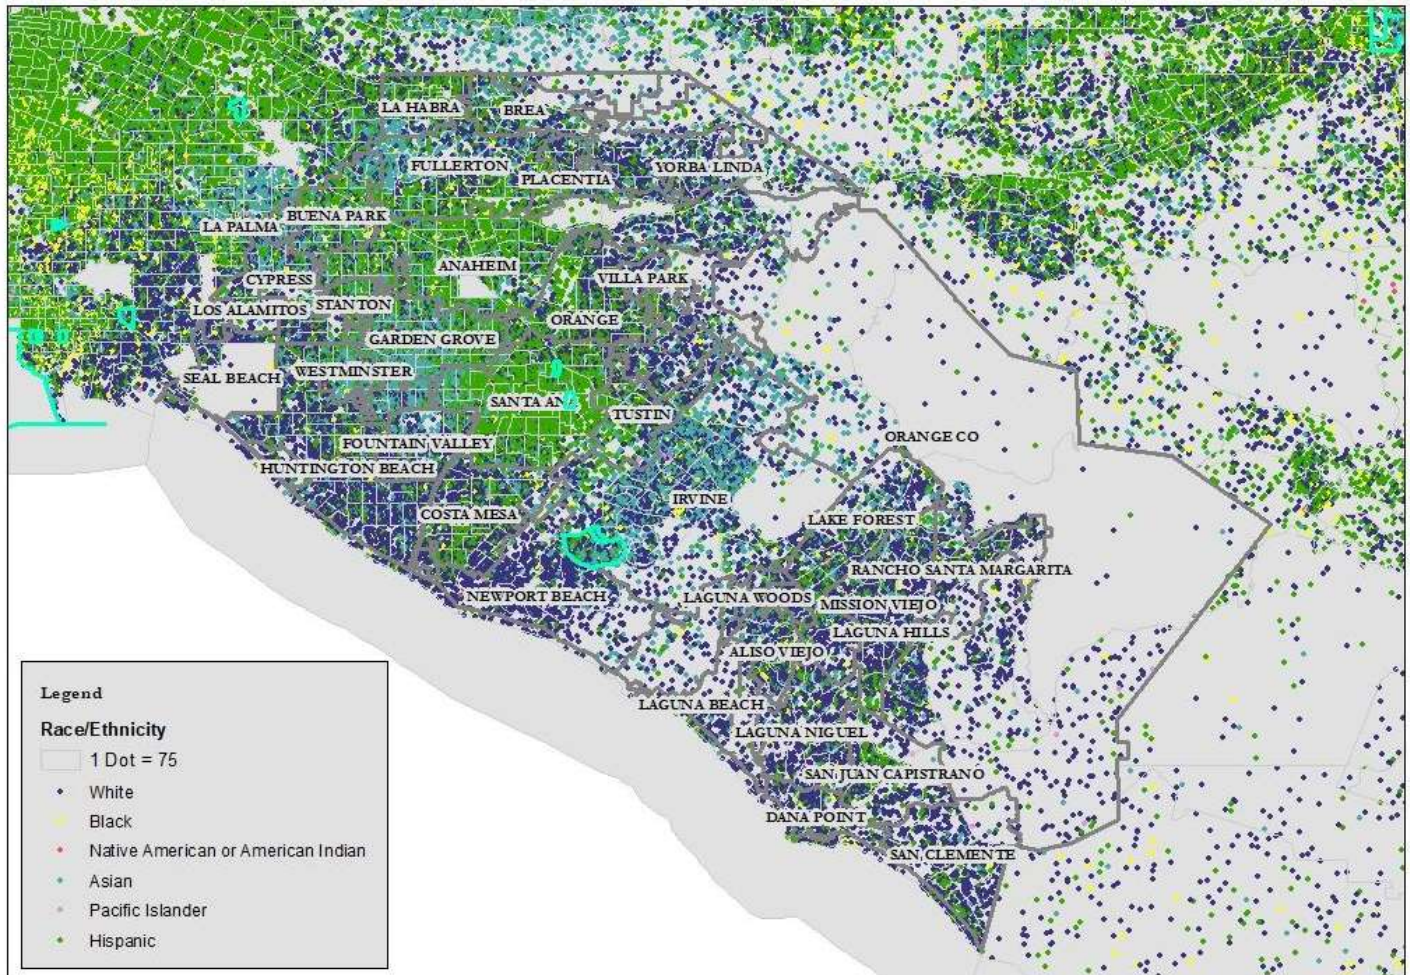 LA HABRA
BREA
FULLERTON
YORBA LINDA
PLACENTIA
BUENA PARK
LA PALMA
ANAHEIM
CYPRESS
VILLA PARK
LOS ALAMITOS
STANTON
ORANGE
GARDEN GROVE
WESTMINSTER
SEAL BEACH
SANTA AN
TUSTIN
ORANGE CO
FOUNTAIN VALLEY
HUNTINGTON BEACH
IRVINE
COSTA MESA
LAKE FOREST
RANCHO SANTA MARGARITA
NEWPORT BEACH
LAGUNA WOODS
MISSION VIEJO
LAGUNA HILLS
ALISO VIEJO
LAGUNA BEACH
LAGUNA NIGUEL
SAN JUAN CAPISTRANO
DANA POINT
SAN CLEMENTE
Legend
Race/Ethnicity
1 Dot = 75
White
Black
Native American or American Indian
Asian
Pacific Islander
Hispanic